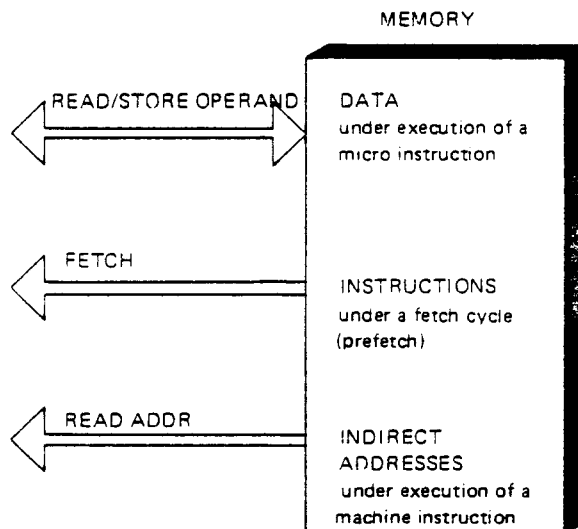 MEMORY
READ/STORE OPERAND
DATA
under execution of a
micro instruction
FETCH
INSTRUCTIONS
under a fetch cycle
(prefetch)
READ ADDR
INDIRECT
ADDRESSES
under execution of a
machine instruction